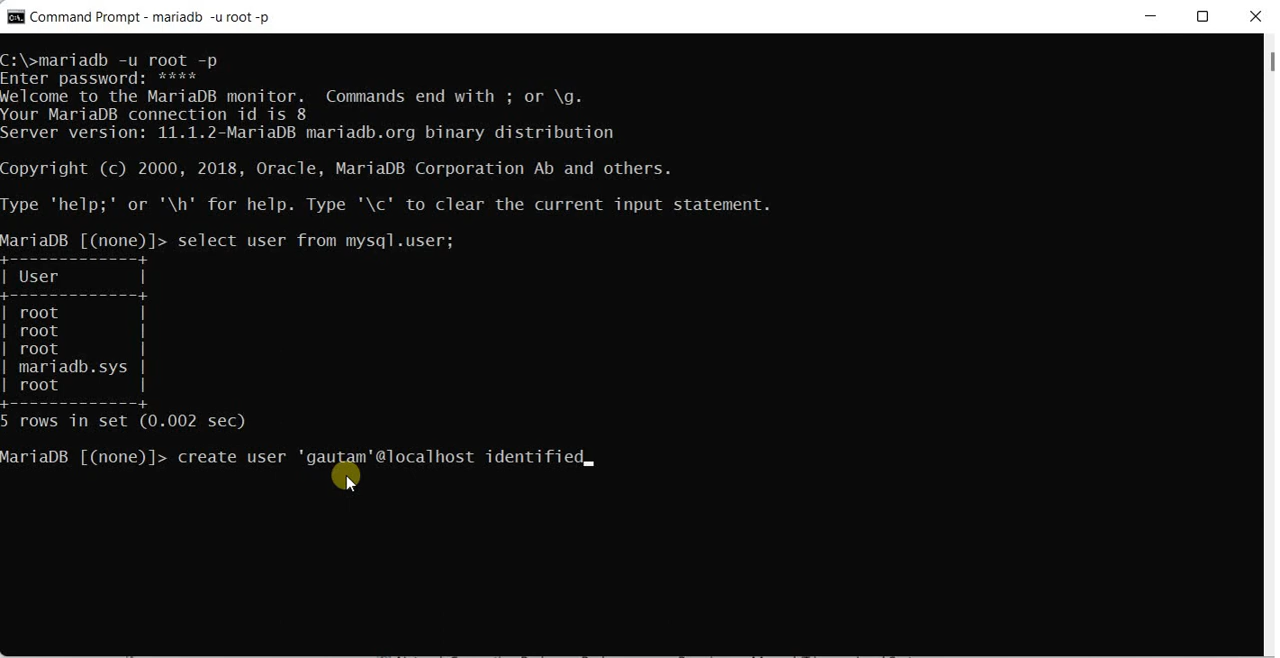 Command Prompt - mariadb -u root -p
C:\>mariadb -u root -p
Enter password: ****
Welcome to the MariaDB monitor.  Commands end with ; or \g.
Your MariaDB connection id is 8
Server version: 11.1.2-MariaDB mariadb.org binary distribution
Copyright (c) 2000, 2018, Oracle, MariaDB Corporation Ab and others.
Type 'help;' or '\h' for help. Type '\c' to clear the current input statement.
MariaDB [(none)]> select user from mysql.user;
+-------------+
| User        |
+-------------+
| root        |
| root        |
| root        |
| mariadb.sys |
| root        |
+-------------+
5 rows in set (0.002 sec)
MariaDB [(none)]> create user 'gautam'@localhost identified_